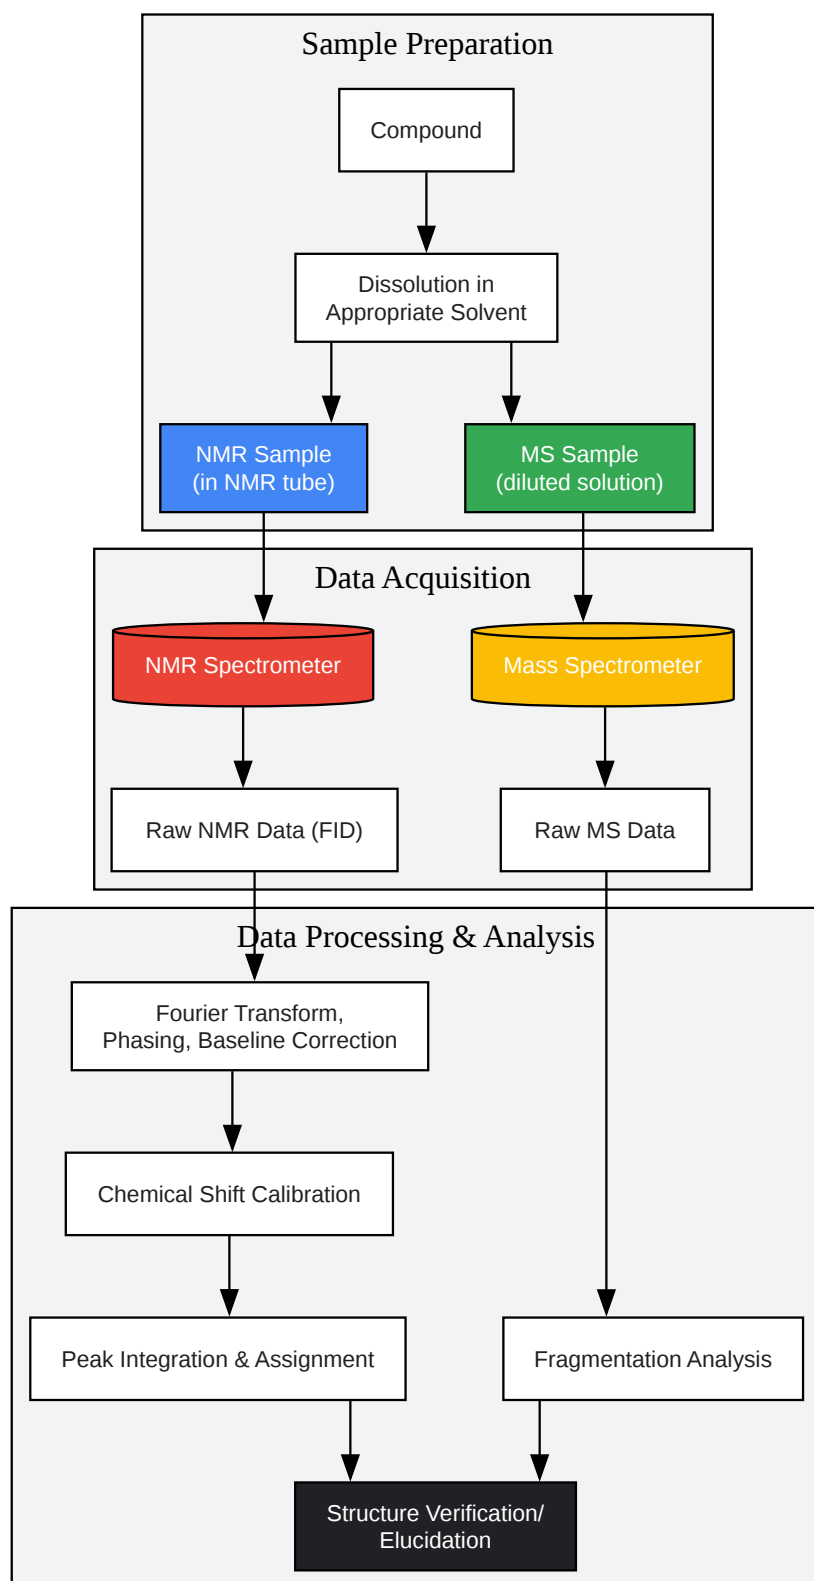 Sample Preparation
Compound
Dissolution in
Appropriate Solvent
NMR Sample
(in NMR tube)
MS Sample
(diluted solution)
Data Acquisition
NMR Spectrometer
Mass Spectrometer
Raw NMR Data (FID)
Raw MS Data
Data Processing & Analysis
Fourier Transform,
Phasing, Baseline Correction
Chemical Shift Calibration
Peak Integration & Assignment
Fragmentation Analysis
Structure Verification/
Elucidation